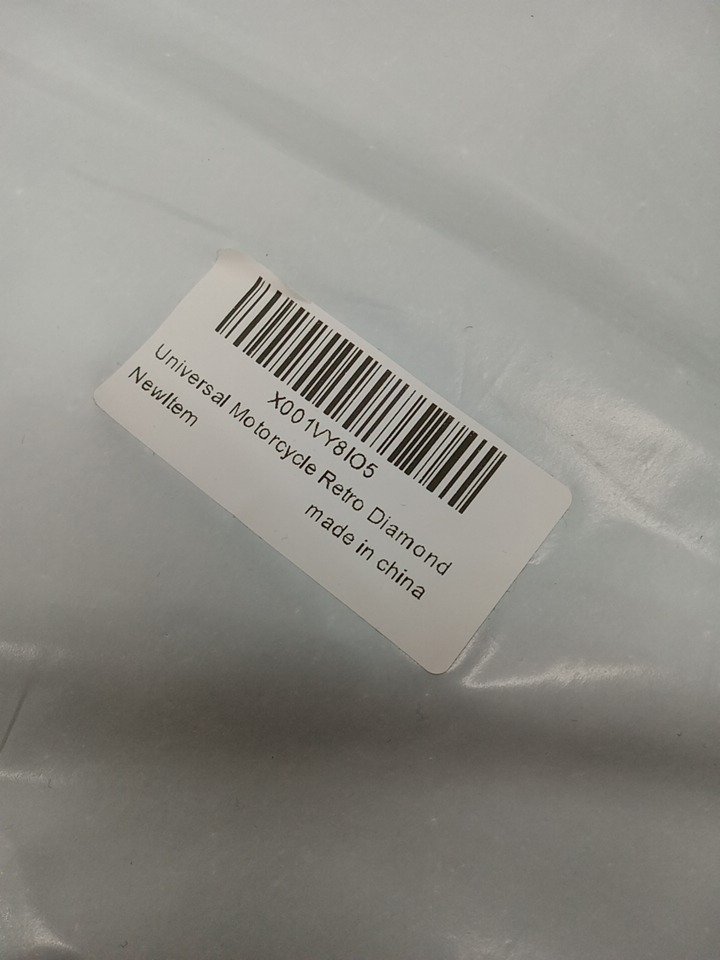 X001VY8IO5
Universal Motorcycle Retro Diamond
NewItem
made in china